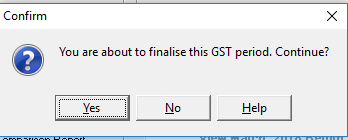 Confirm
You are about to finalise this GST period. Continue?
Yes
No
Help